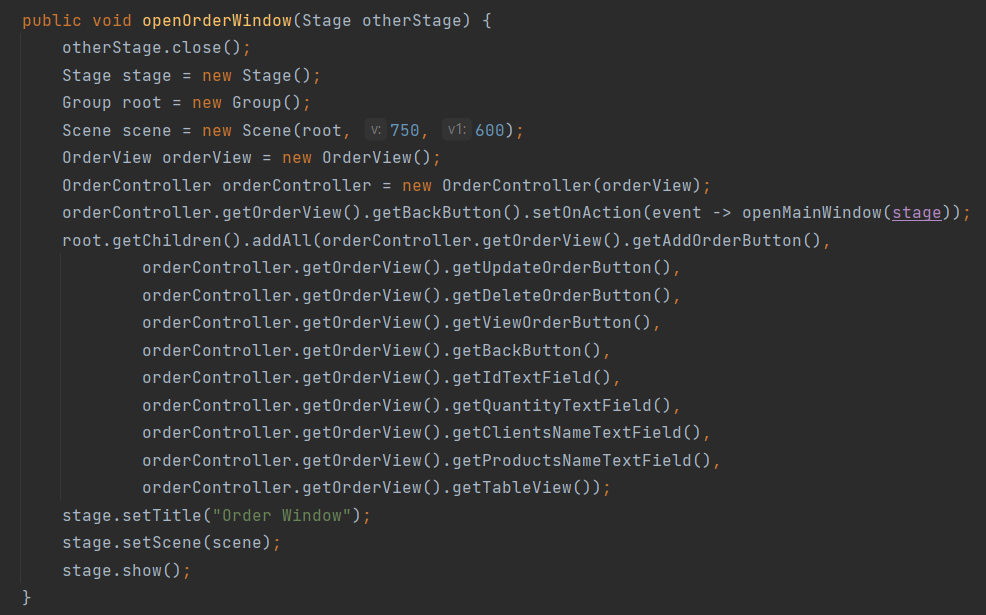 public void openOrderWindow(Stage otherStage) {
    otherStage.close();
    Stage stage = new Stage();
    Group root = new Group();
    Scene scene = new Scene(root, v: 750, v1: 600);
    OrderView orderView = new OrderView();
    OrderController orderController = new OrderController(orderView);
    orderController.getOrderView().getBackButton().setOnAction(event -> openMainWindow(stage));
    root.getChildren().addAll(orderController.getOrderView().getAddOrderButton(),
            orderController.getOrderView().getUpdateOrderButton(),
            orderController.getOrderView().getDeleteOrderButton(),
            orderController.getOrderView().getViewOrderButton(),
            orderController.getOrderView().getBackButton(),
            orderController.getOrderView().getIdTextField(),
            orderController.getOrderView().getQuantityTextField(),
            orderController.getOrderView().getClientsNameTextField(),
            orderController.getOrderView().getProductsNameTextField(),
            orderController.getOrderView().getTableView());
    stage.setTitle("Order Window");
    stage.setScene(scene);
    stage.show();
}